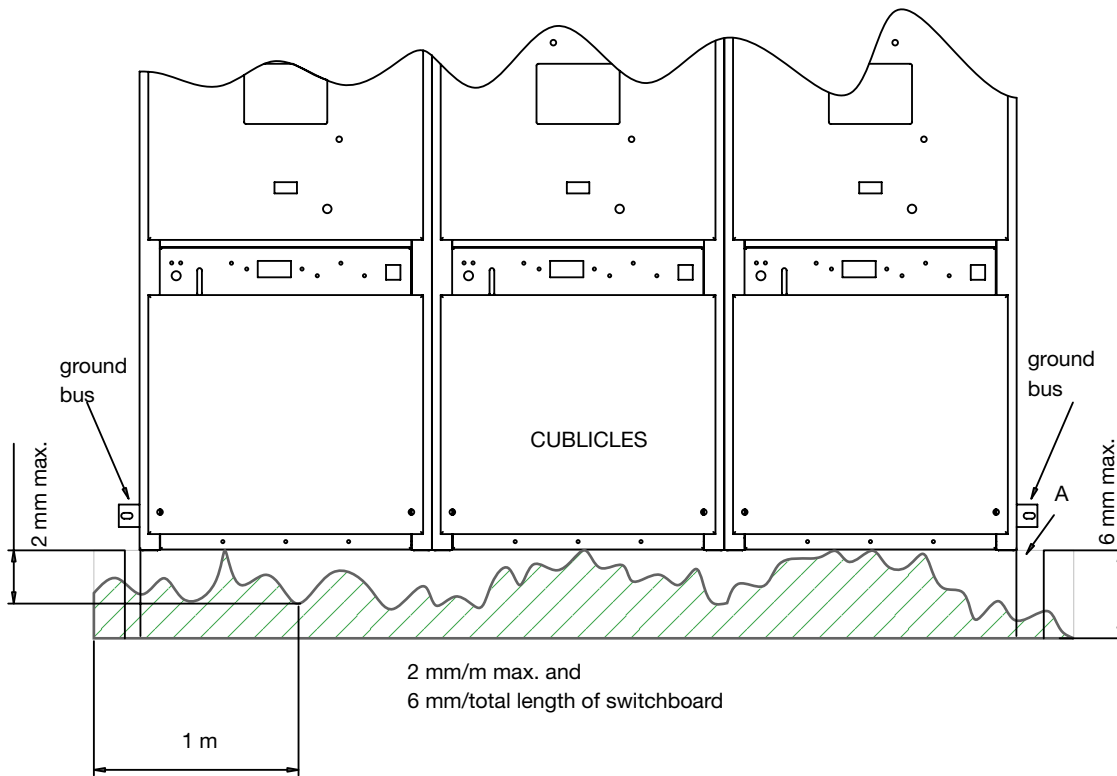 ground
bus
ground
bus
CUBLICLES
2 mm max.
A
6 mm max.
2 mm/m max. and
6 mm/total length of switchboard
1 m